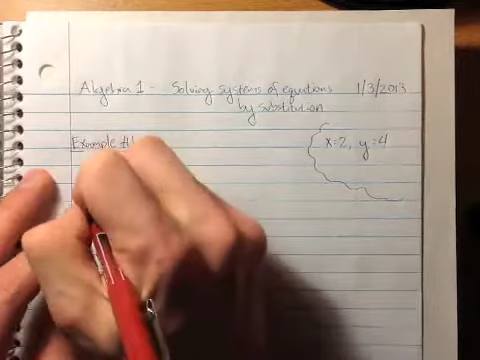 Algebra 1 - Solving systems of equations 1/3/2013
by substitution
Example #1
x=2, y=4